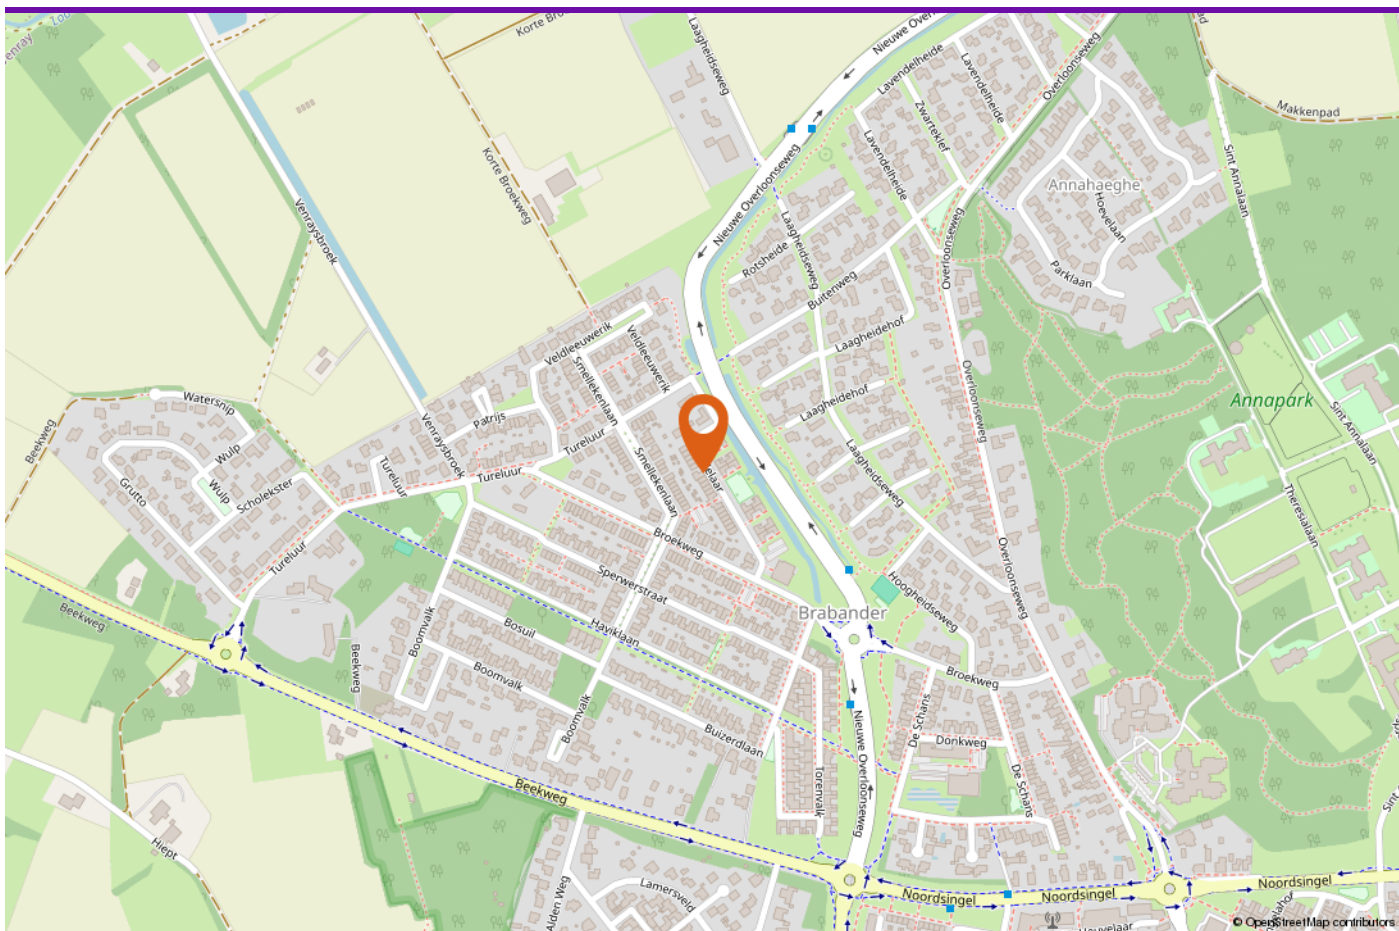 Korte Broekweg
Laagheidseweg
Nieuwe Over
Lavendelheide
Lavendelheide
Overloonseweg
Makkenpad
Zwarteklef
Lavendelheide
Sint Annalaan
Korte Broekweg
Nieuwe Overloonseweg
Annahaeghe
Hoevelaan
Venraysbroek
Laagheidseweg
Overloonseweg
Rotsheide
Parklaan
Buitenweg
Veldleeuwerik
Veldleeuwerik
Laagheidehof
Smellekenlaan
Overloonseweg
Annapark
Watersnip
Laagheidehof
Patrijs
Venraysbroek
Sint Annalaan
Beekweg
Wulp
Tureluur
Smellekenlaan
Laagheidseweg
elaar
Tureluur
Tureluur
Grutto
Wulp
Scholekster
Theresialaan
Broekweg
Tureluur
Overloonseweg
Sperwerstraat
Hoogheidseweg
Brabander
Beekweg
Bosuil
Haviklaan
Boomvalk
Beekweg
Boomvalk
Broekweg
Boomvalk
Buizerdlaan
De Schans
Donkweg
Nieuwe Overloonseweg
De Schans
Torenvalk
Beekweg
Hiept
Alden Weg
Lamersveld
Noordsingel
Noordsingel
Noordsingel
© OpenStreetMap contributors